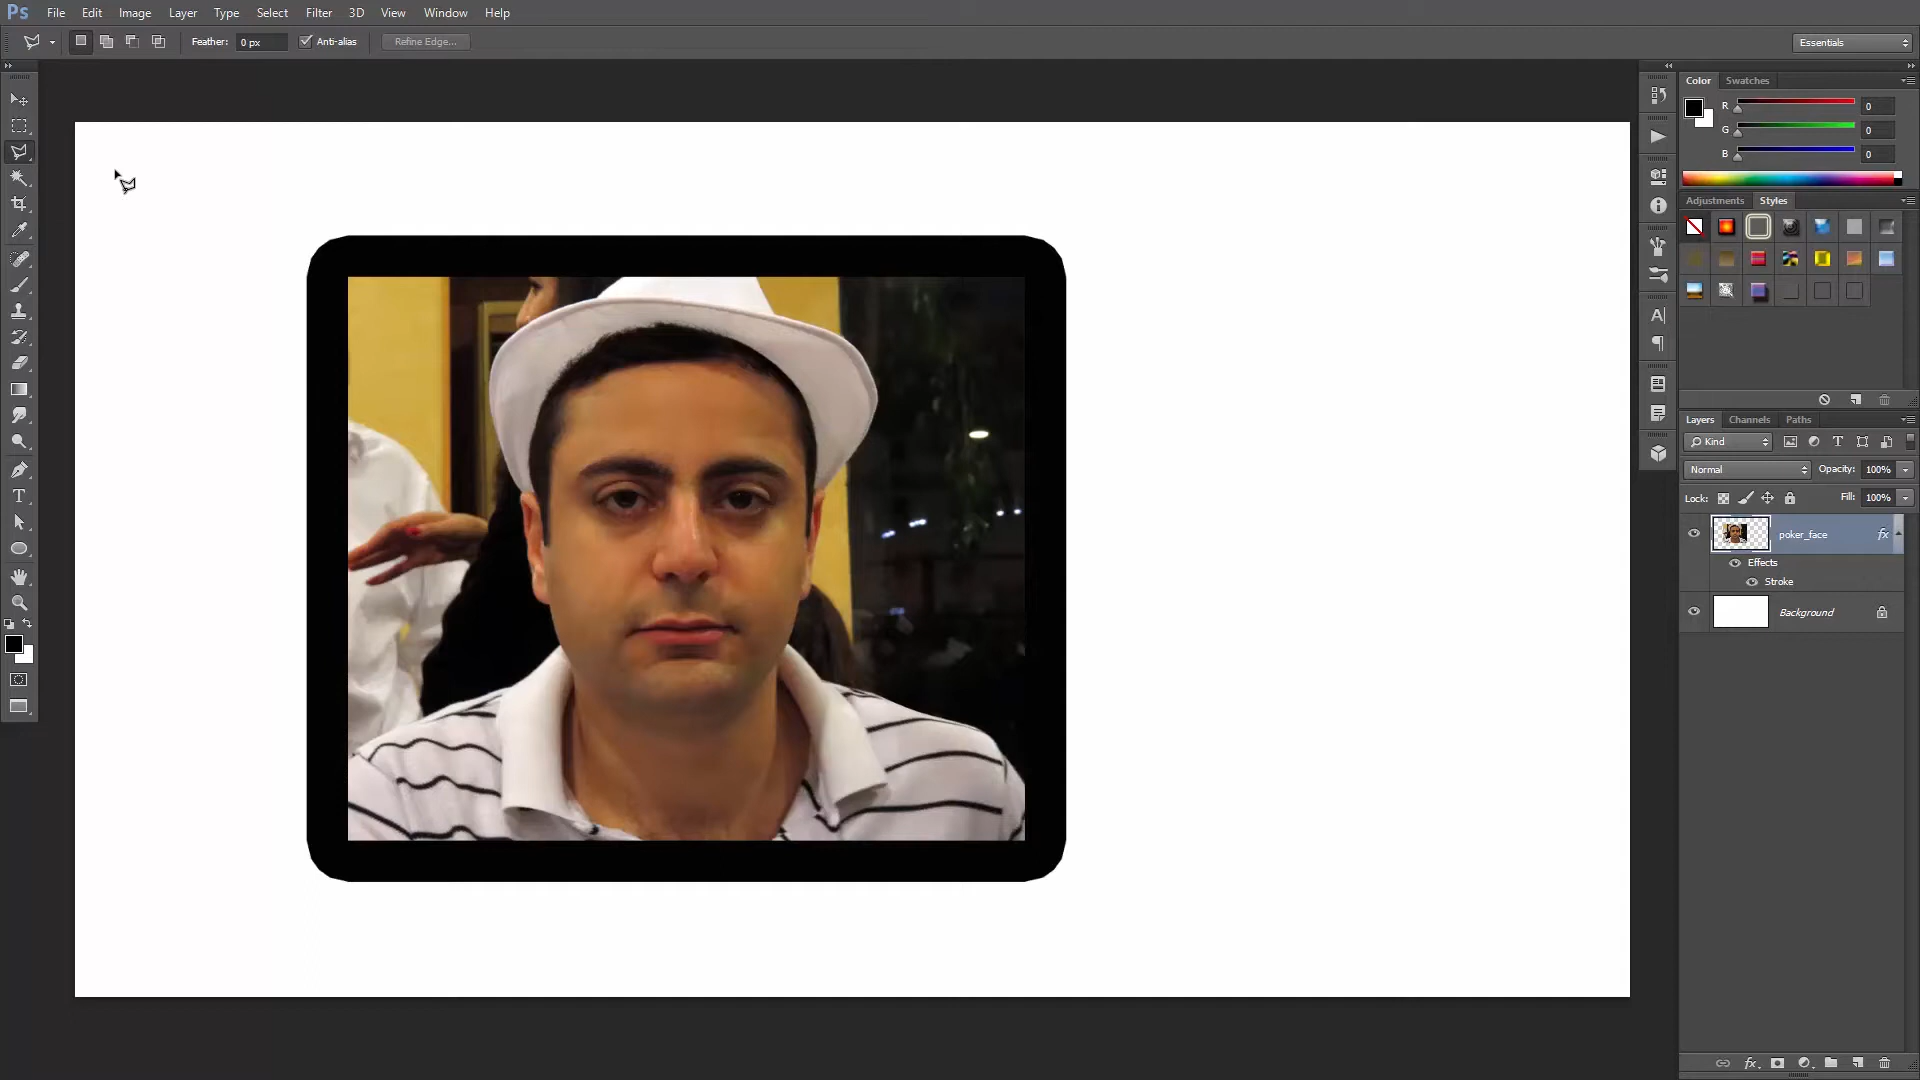 Ps File Edit Image Layer Type Select Filter 3D View Window Help
Feather: 0 px Anti-alias Refine Edge... Essentials
Color Swatches
R 0
G 0
B 0
Adjustments Styles
Layers Channels Paths
Kind
Normal Opacity: 100%
Lock: Fill: 100%
poker_face fx
Effects
Stroke
Background